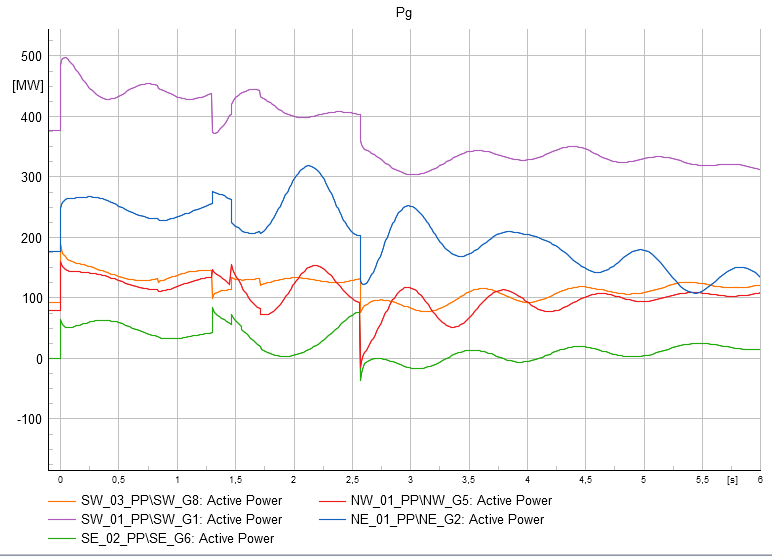 Pg
500
[MW]
400
300
200
100
0
-100
0 0,5 1 1,5 2 2,5 3 3,5 4 4,5 5 5,5 [s] 6
SW_03_PP\SW_G8: Active Power NW_01_PP\NW_G5: Active Power
SW_01_PP\SW_G1: Active Power NE_01_PP\NE_G2: Active Power
SE_02_PP\SE_G6: Active Power